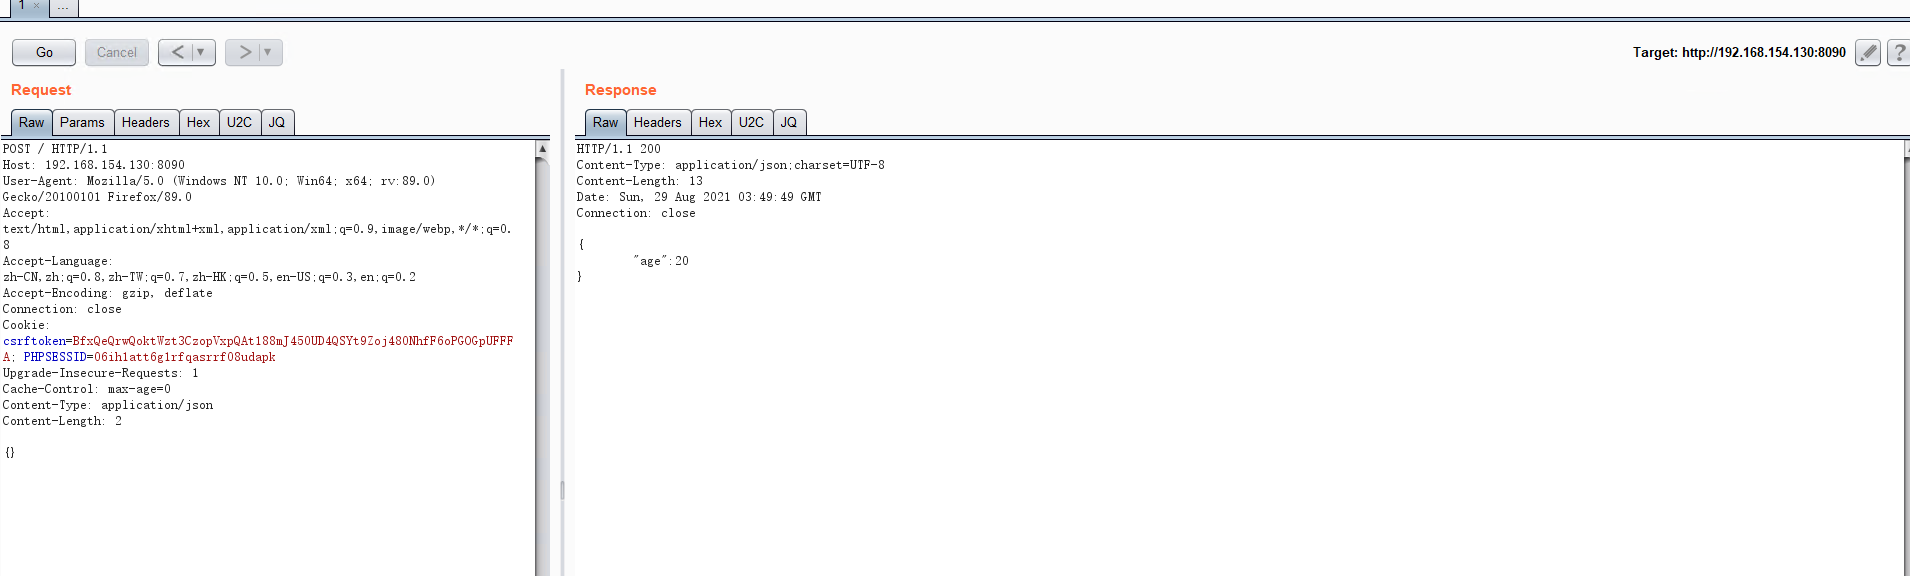 1 × ...
Go Cancel < >
Target: http://192.168.154.130:8090 ?
Request
Raw Params Headers Hex U2C JQ
POST / HTTP/1.1
Host: 192.168.154.130:8090
User-Agent: Mozilla/5.0 (Windows NT 10.0; Win64; x64; rv:89.0)
Gecko/20100101 Firefox/89.0
Accept:
text/html,application/xhtml+xml,application/xml;q=0.9,image/webp,*/*;q=0.
8
Accept-Language:
zh-CN,zh;q=0.8,zh-TW;q=0.7,zh-HK;q=0.5,en-US;q=0.3,en;q=0.2
Accept-Encoding: gzip, deflate
Connection: close
Cookie:
csrftoken=BfxQeQrwQoktWzt3CzopVxpQAt188mJ450UD4QSYt9Zoj480NhfF6oPGOGpUFFF
A; PHPSESSID=06ihlatt6glrfqasrrf08udapk
Upgrade-Insecure-Requests: 1
Cache-Control: max-age=0
Content-Type: application/json
Content-Length: 2
{}
Response
Raw Headers Hex U2C JQ
HTTP/1.1 200
Content-Type: application/json;charset=UTF-8
Content-Length: 13
Date: Sun, 29 Aug 2021 03:49:49 GMT
Connection: close
{
"age":20
}